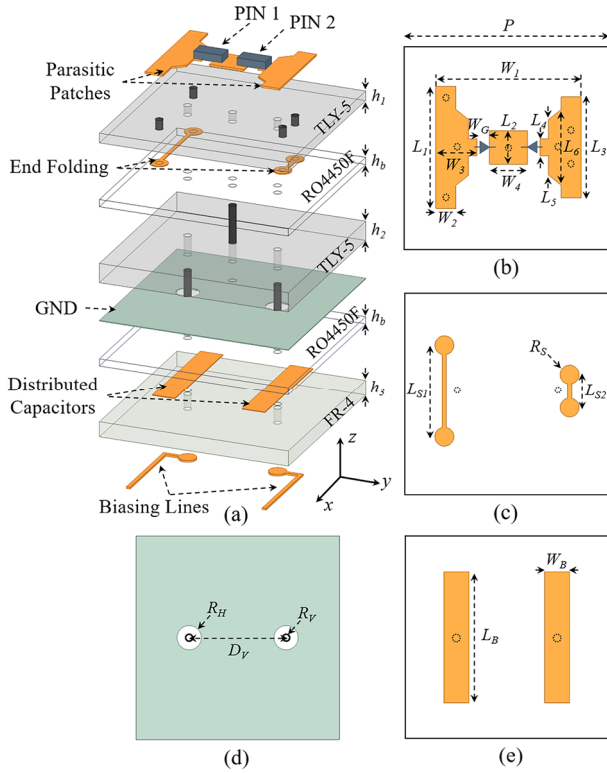 PIN 1
PIN 2
Parasitic
Patches
h1
TLY-5
End Folding
hb
RO4450F
h2
TLY-5
GND
hb
RO4450F
Distributed
Capacitors
h3
FR-4
z
y
x
Biasing Lines
(a)
P
W1
WG
L2
L4
L1
W3
L6
L3
W4
L5
W2
(b)
RS
LS1
LS2
(c)
RH
RV
DV
(d)
WB
LB
(e)